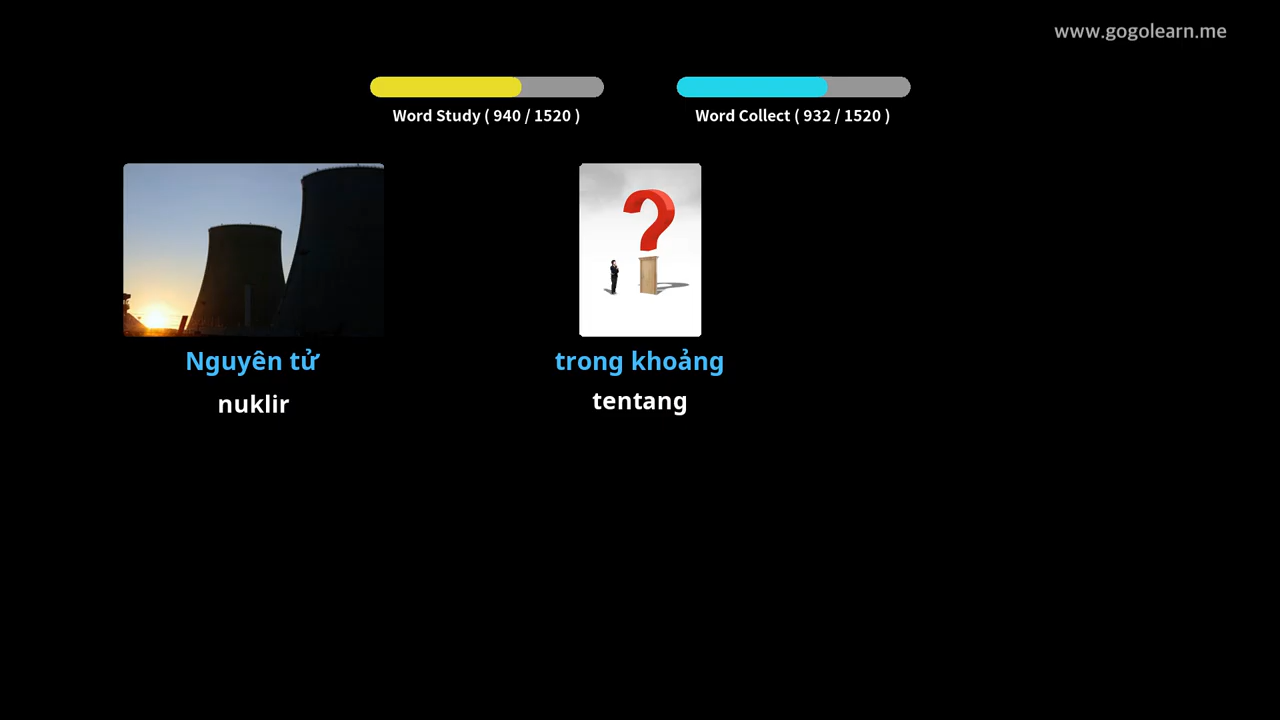 www.gogolearn.me
Word Study ( 940 / 1520 )
Word Collect ( 932 / 1520 )
Nguyên tử
nuklir
trong khoảng
tentang